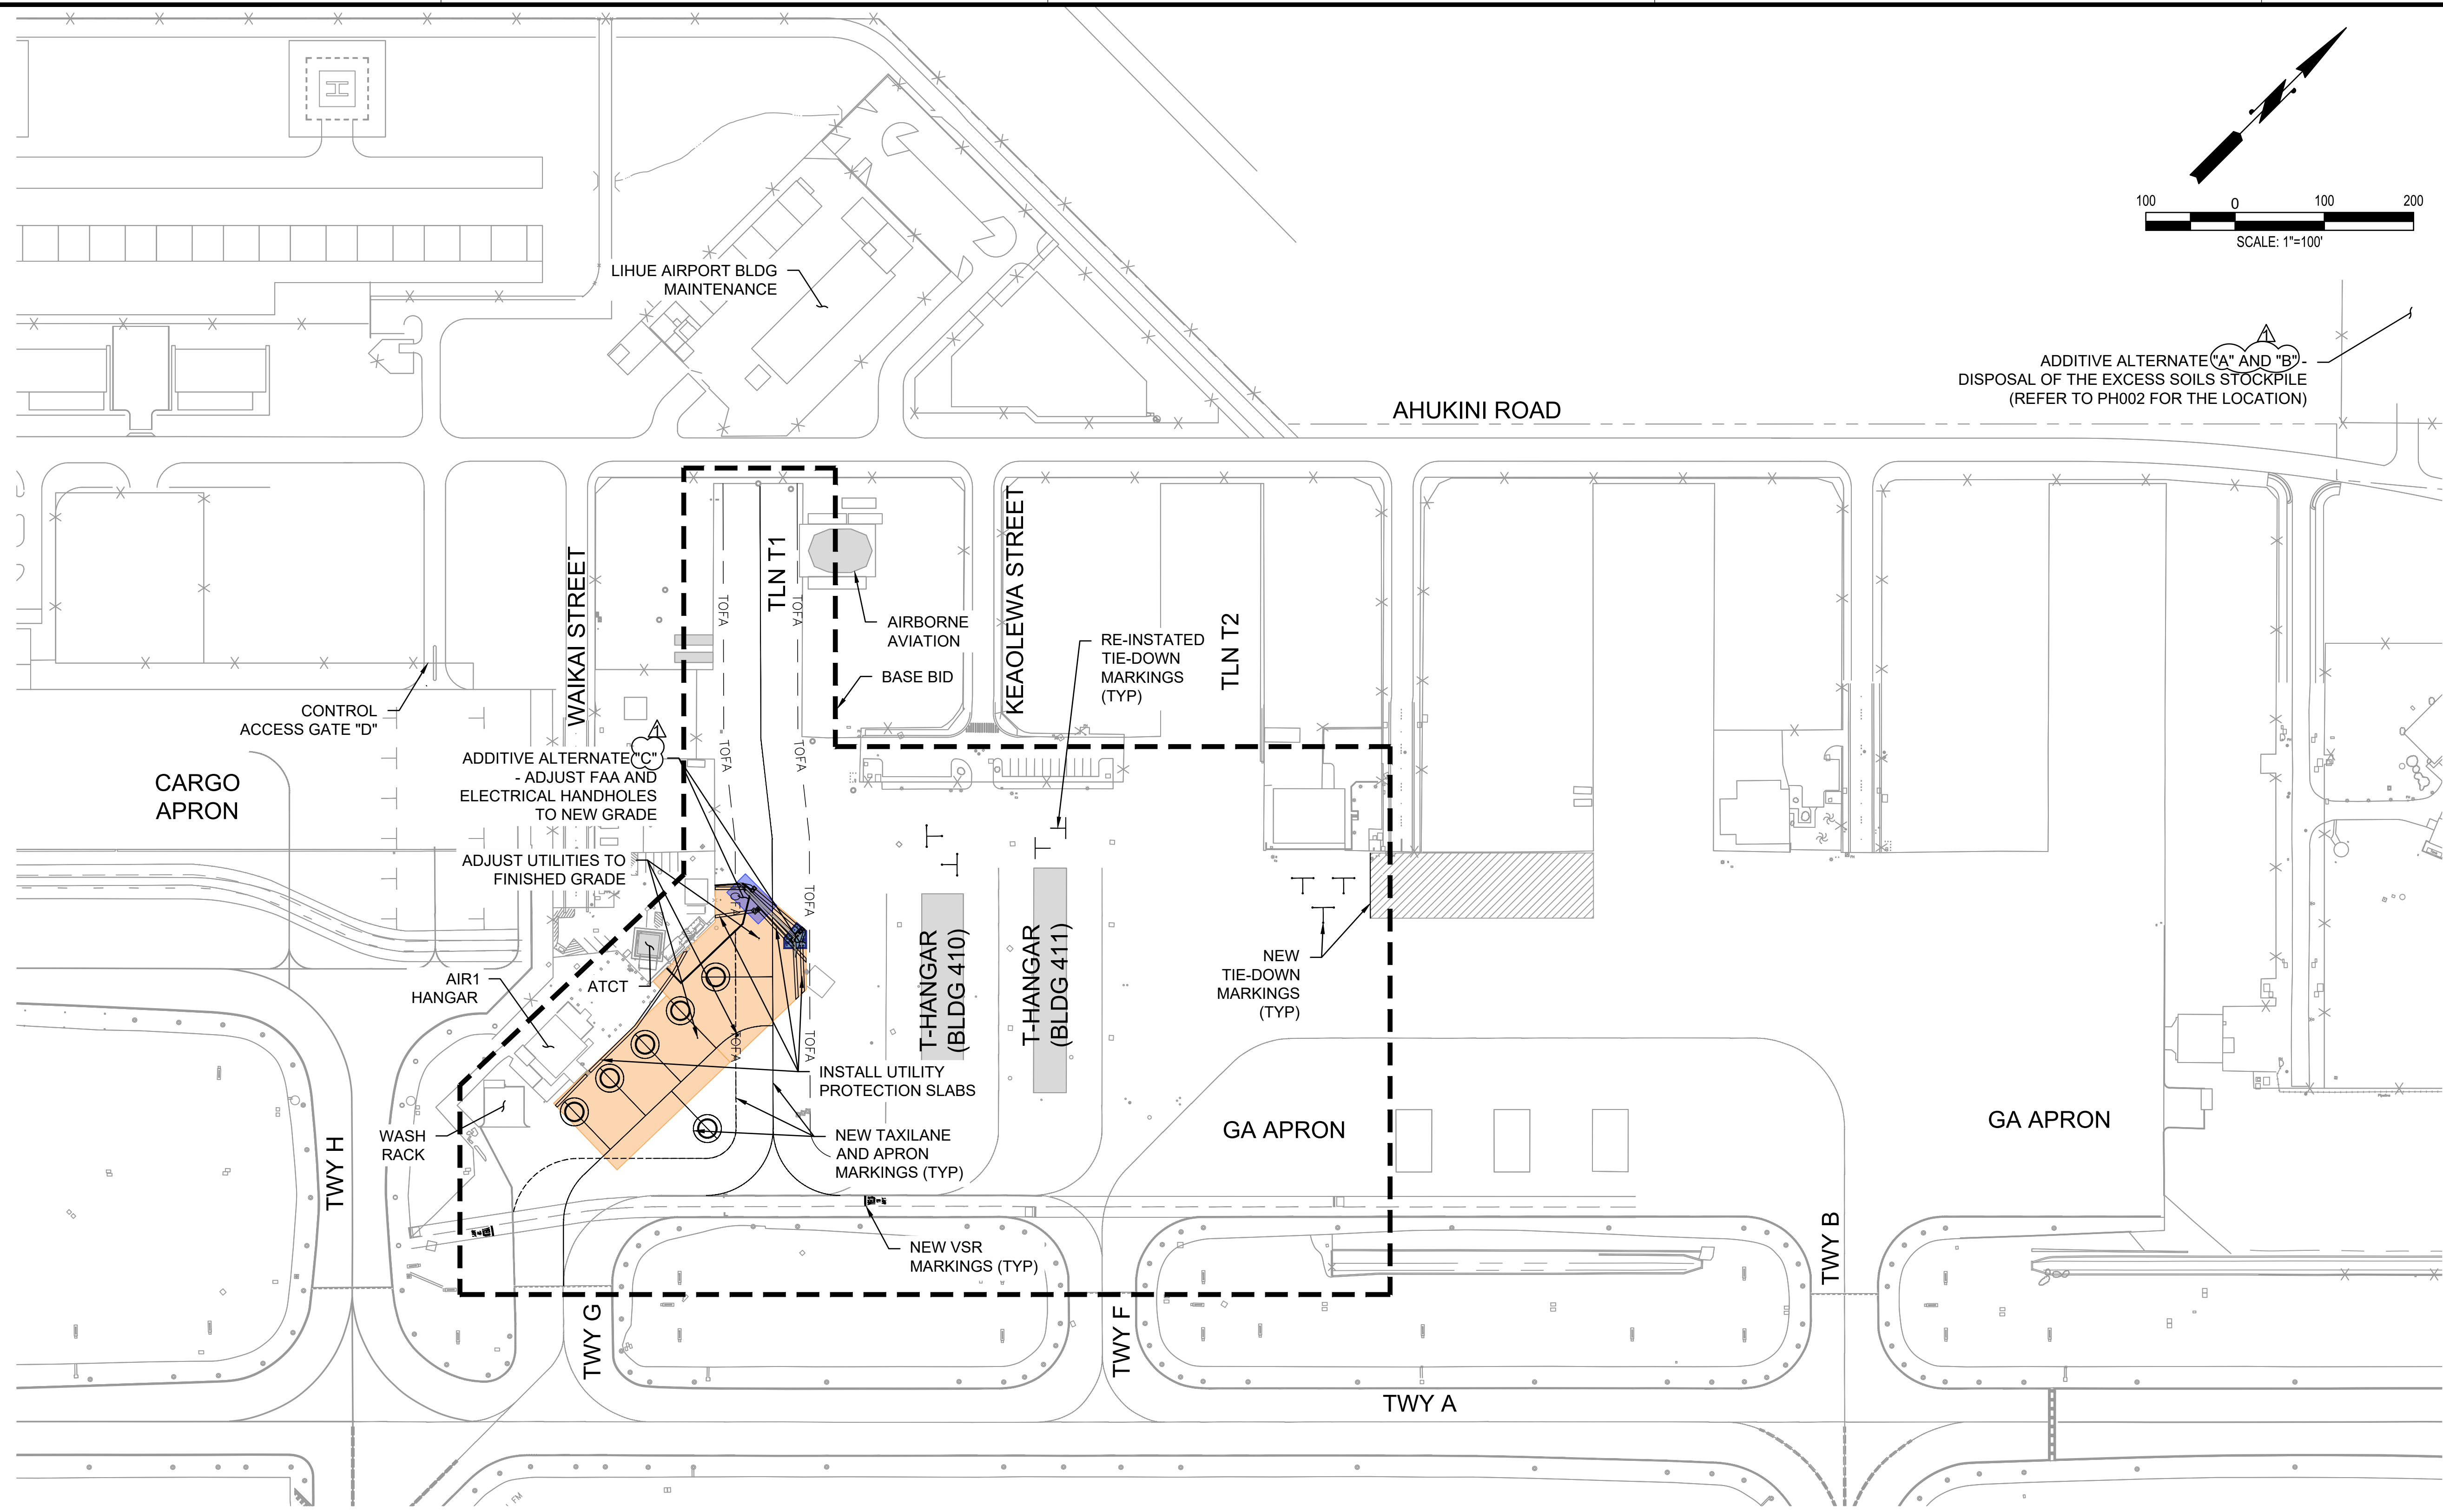 H
100 0 100 200
SCALE: 1"=100'
LIHUE AIRPORT BLDG
MAINTENANCE
1
ADDITIVE ALTERNATE "A" AND "B" -
DISPOSAL OF THE EXCESS SOILS STOCKPILE
(REFER TO PH002 FOR THE LOCATION)
AHUKINI ROAD
WAIKAI STREET
TLN T1
TOFA
TOFA
KEAOLEWA STREET
AIRBORNE
AVIATION
BASE BID
RE-INSTATED
TIE-DOWN
MARKINGS
(TYP)
TLN T2
CONTROL
ACCESS GATE "D"
1
ADDITIVE ALTERNATE "C"
- ADJUST FAA AND
ELECTRICAL HANDHOLES
TO NEW GRADE
TOFA
TOFA
CARGO
APRON
ADJUST UTILITIES TO
FINISHED GRADE
TOFA
TOFA
AIR1
HANGAR
ATCT
T-HANGAR
(BLDG 410)
T-HANGAR
(BLDG 411)
NEW
TIE-DOWN
MARKINGS
(TYP)
TOFA
TOFA
INSTALL UTILITY
PROTECTION SLABS
WASH
RACK
NEW TAXILANE
AND APRON
MARKINGS (TYP)
GA APRON
GA APRON
TWY H
NEW VSR
MARKINGS (TYP)
TWY B
TWY G
TWY F
TWY A
FM